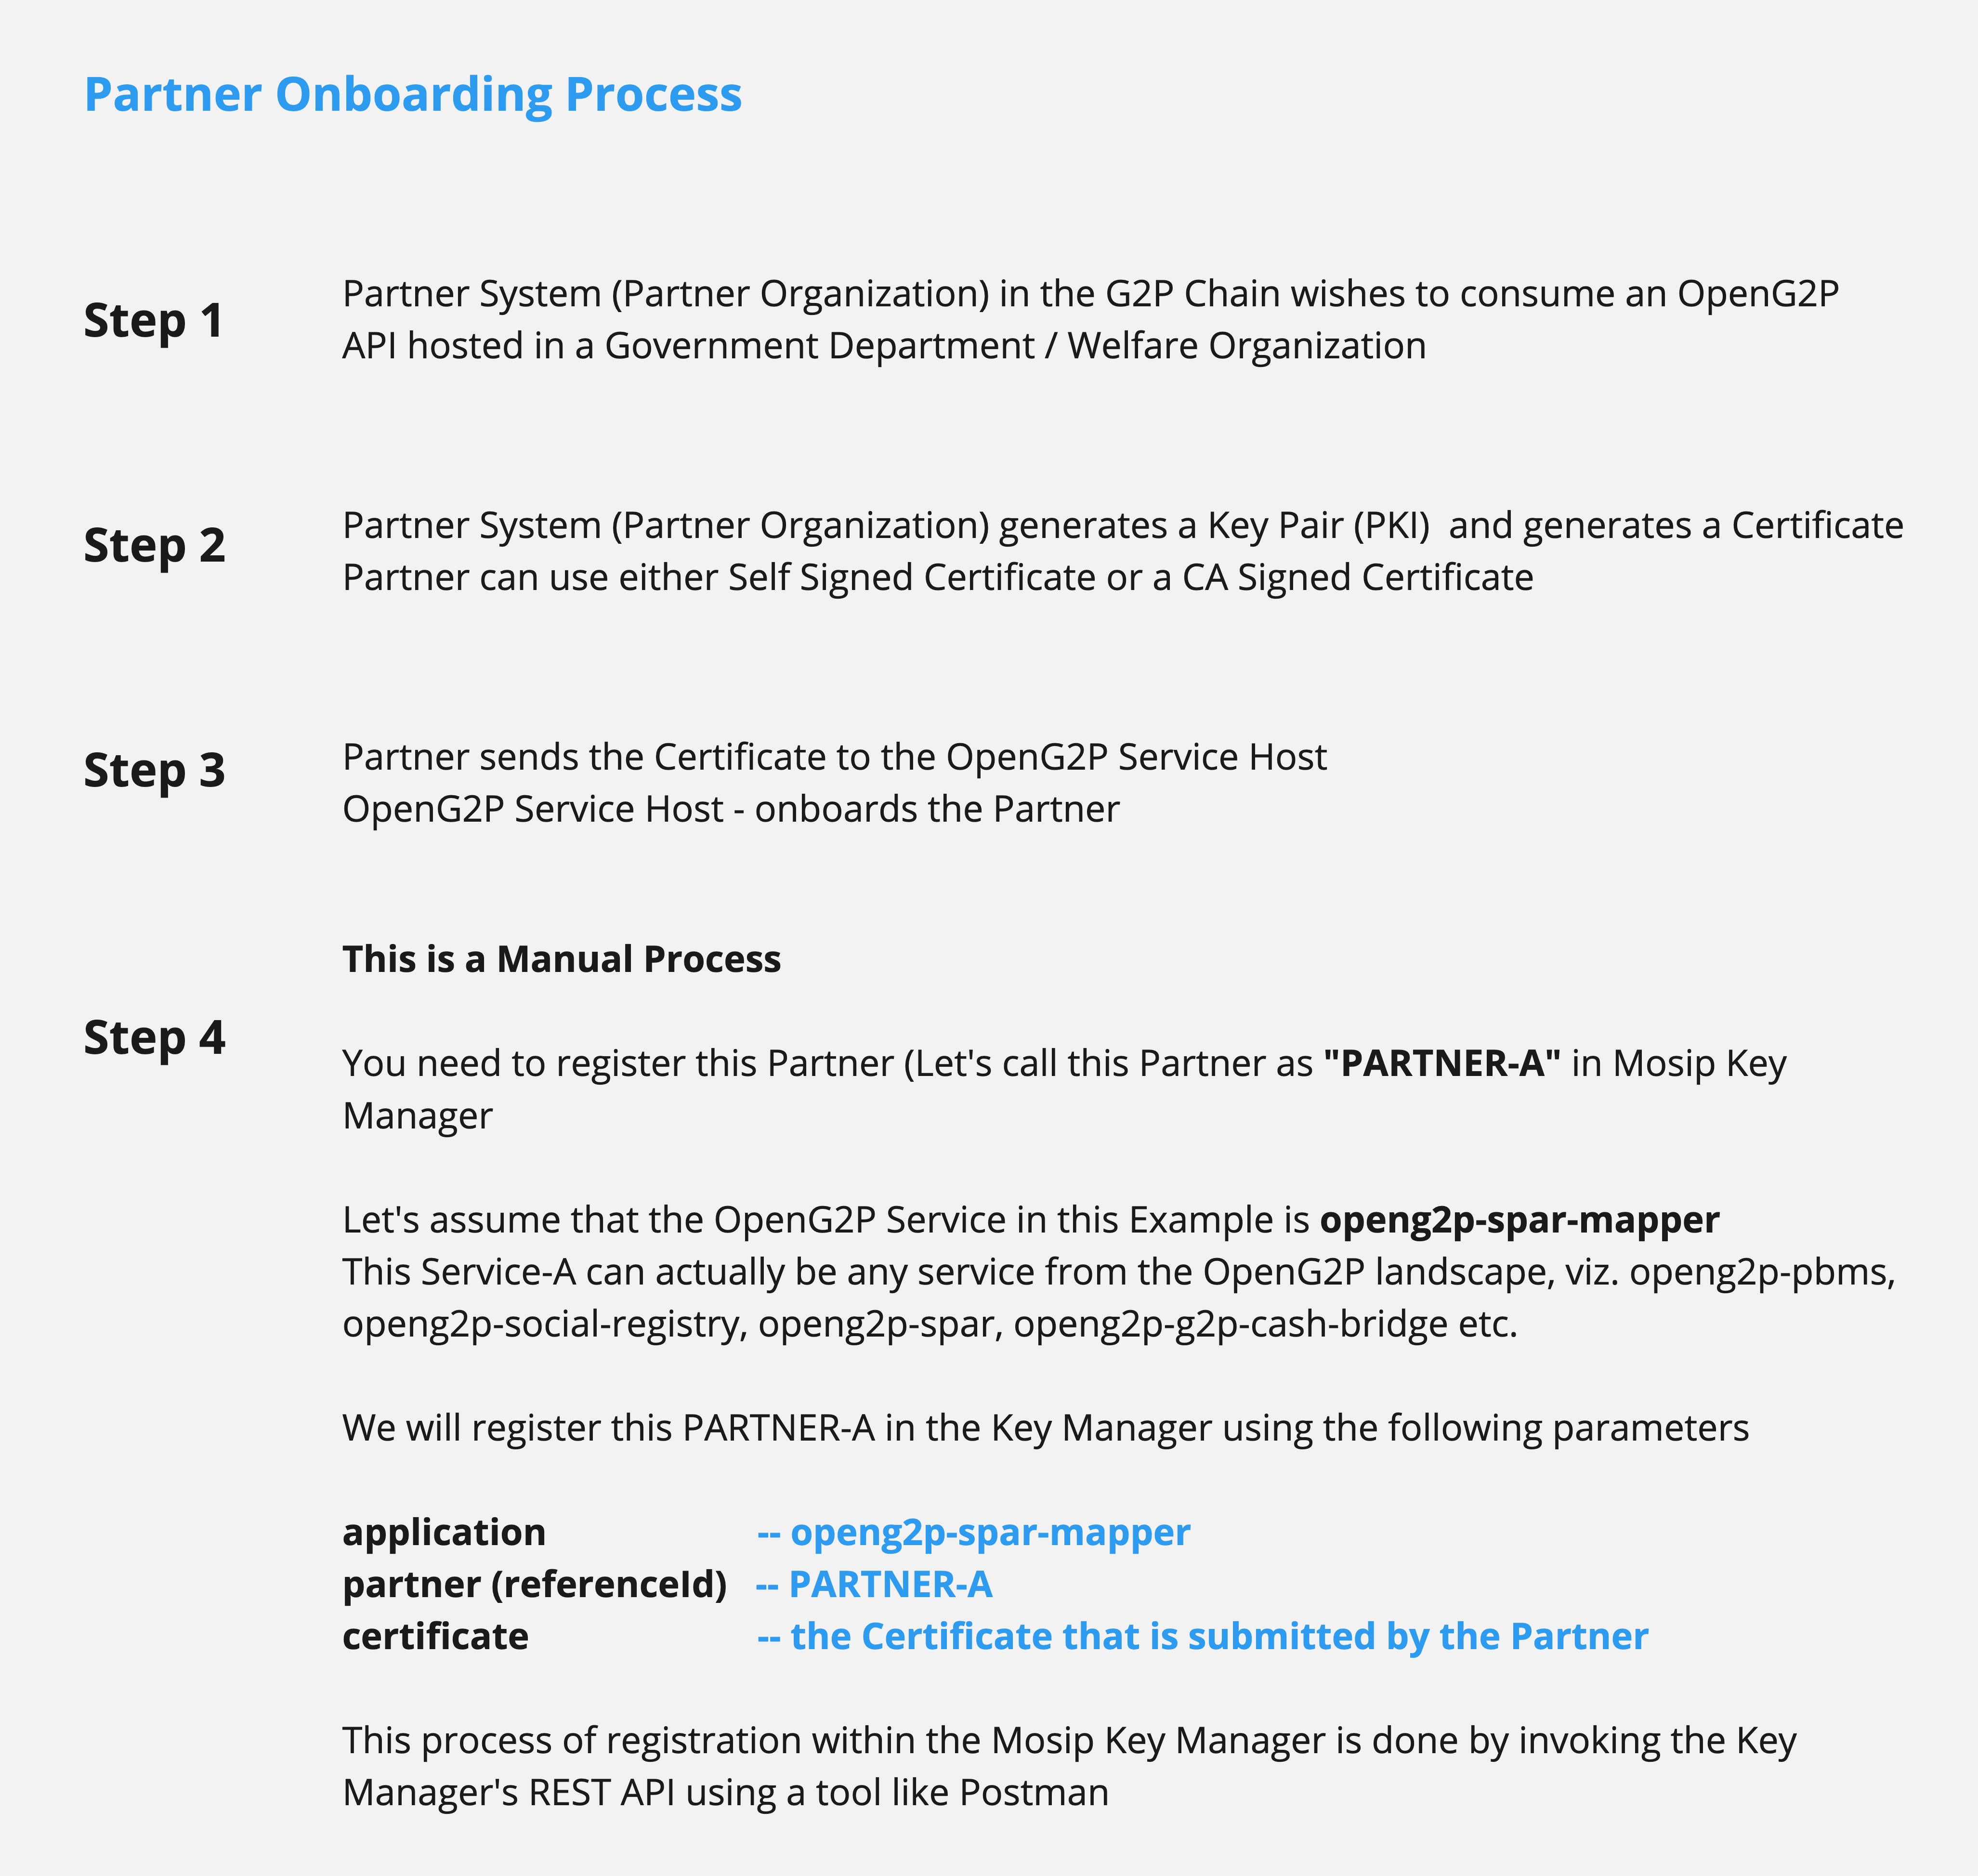 Partner Onboarding Process
Step 1
Partner System (Partner Organization) in the G2P Chain wishes to consume an OpenG2P
API hosted in a Government Department / Welfare Organization
Step 2
Partner System (Partner Organization) generates a Key Pair (PKI)  and generates a Certificate
Partner can use either Self Signed Certificate or a CA Signed Certificate
Step 3
Partner sends the Certificate to the OpenG2P Service Host
OpenG2P Service Host - onboards the Partner
Step 4
This is a Manual Process
You need to register this Partner (Let's call this Partner as "PARTNER-A" in Mosip Key
Manager
Let's assume that the OpenG2P Service in this Example is openg2p-spar-mapper
This Service-A can actually be any service from the OpenG2P landscape, viz. openg2p-pbms,
openg2p-social-registry, openg2p-spar, openg2p-g2p-cash-bridge etc.
We will register this PARTNER-A in the Key Manager using the following parameters
application -- openg2p-spar-mapper
partner (referenceId) -- PARTNER-A
certificate -- the Certificate that is submitted by the Partner
This process of registration within the Mosip Key Manager is done by invoking the Key
Manager's REST API using a tool like Postman